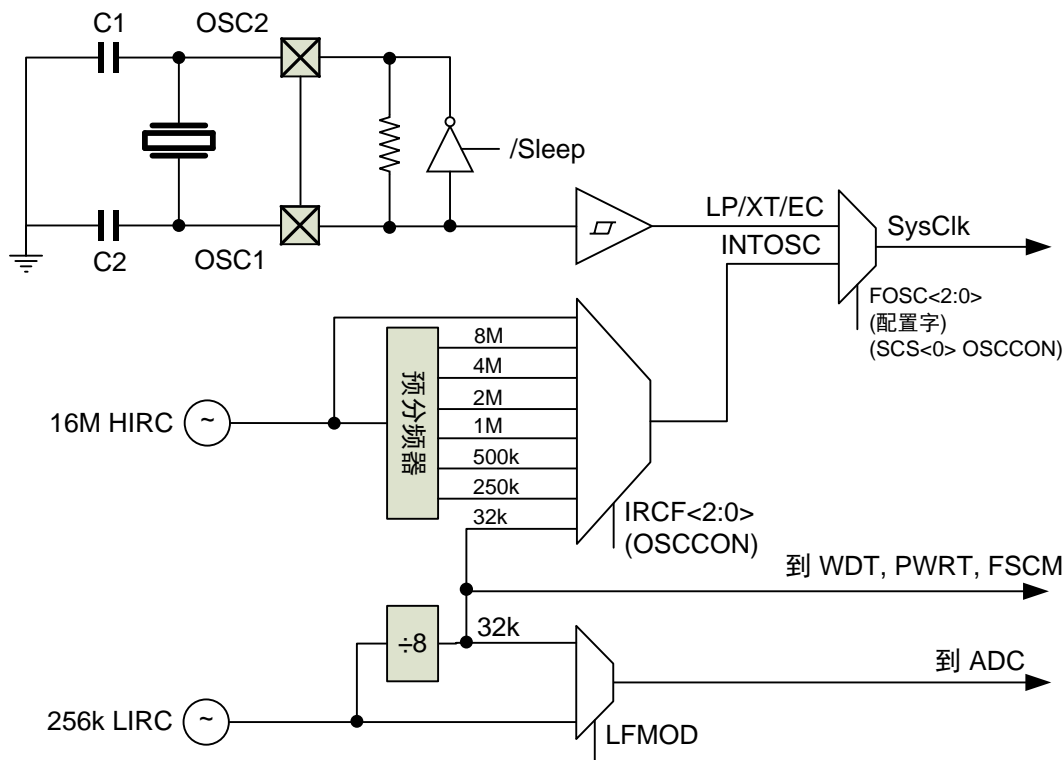 C1
OSC2
/Sleep
C2
OSC1
LP/XT/EC
INTOSC
SysClk
FOSC<2:0>
(配置字)
(SCS<0> OSCCON)
16M HIRC
~
预分频器
8M
4M
2M
1M
500k
250k
32k
IRCF<2:0>
(OSCCON)
到 WDT, PWRT, FSCM
÷8
32k
到 ADC
256k LIRC
~
LFMOD